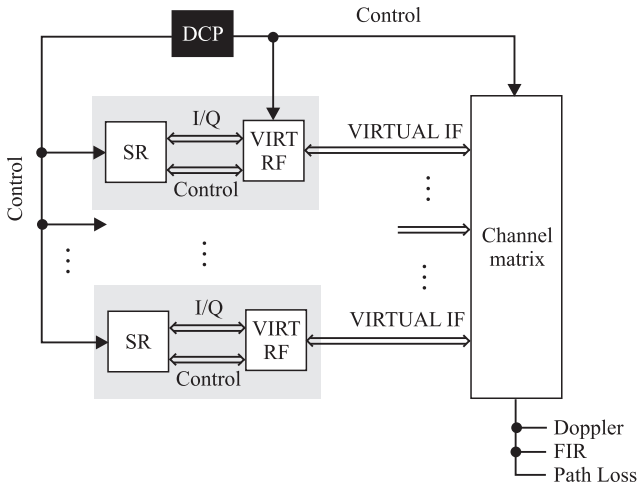 Control
DCP
I/Q
SR
VIRT
RF
VIRTUAL IF
Control
Control
Channel
matrix
I/Q
SR
VIRT
RF
VIRTUAL IF
Control
Doppler
FIR
Path Loss